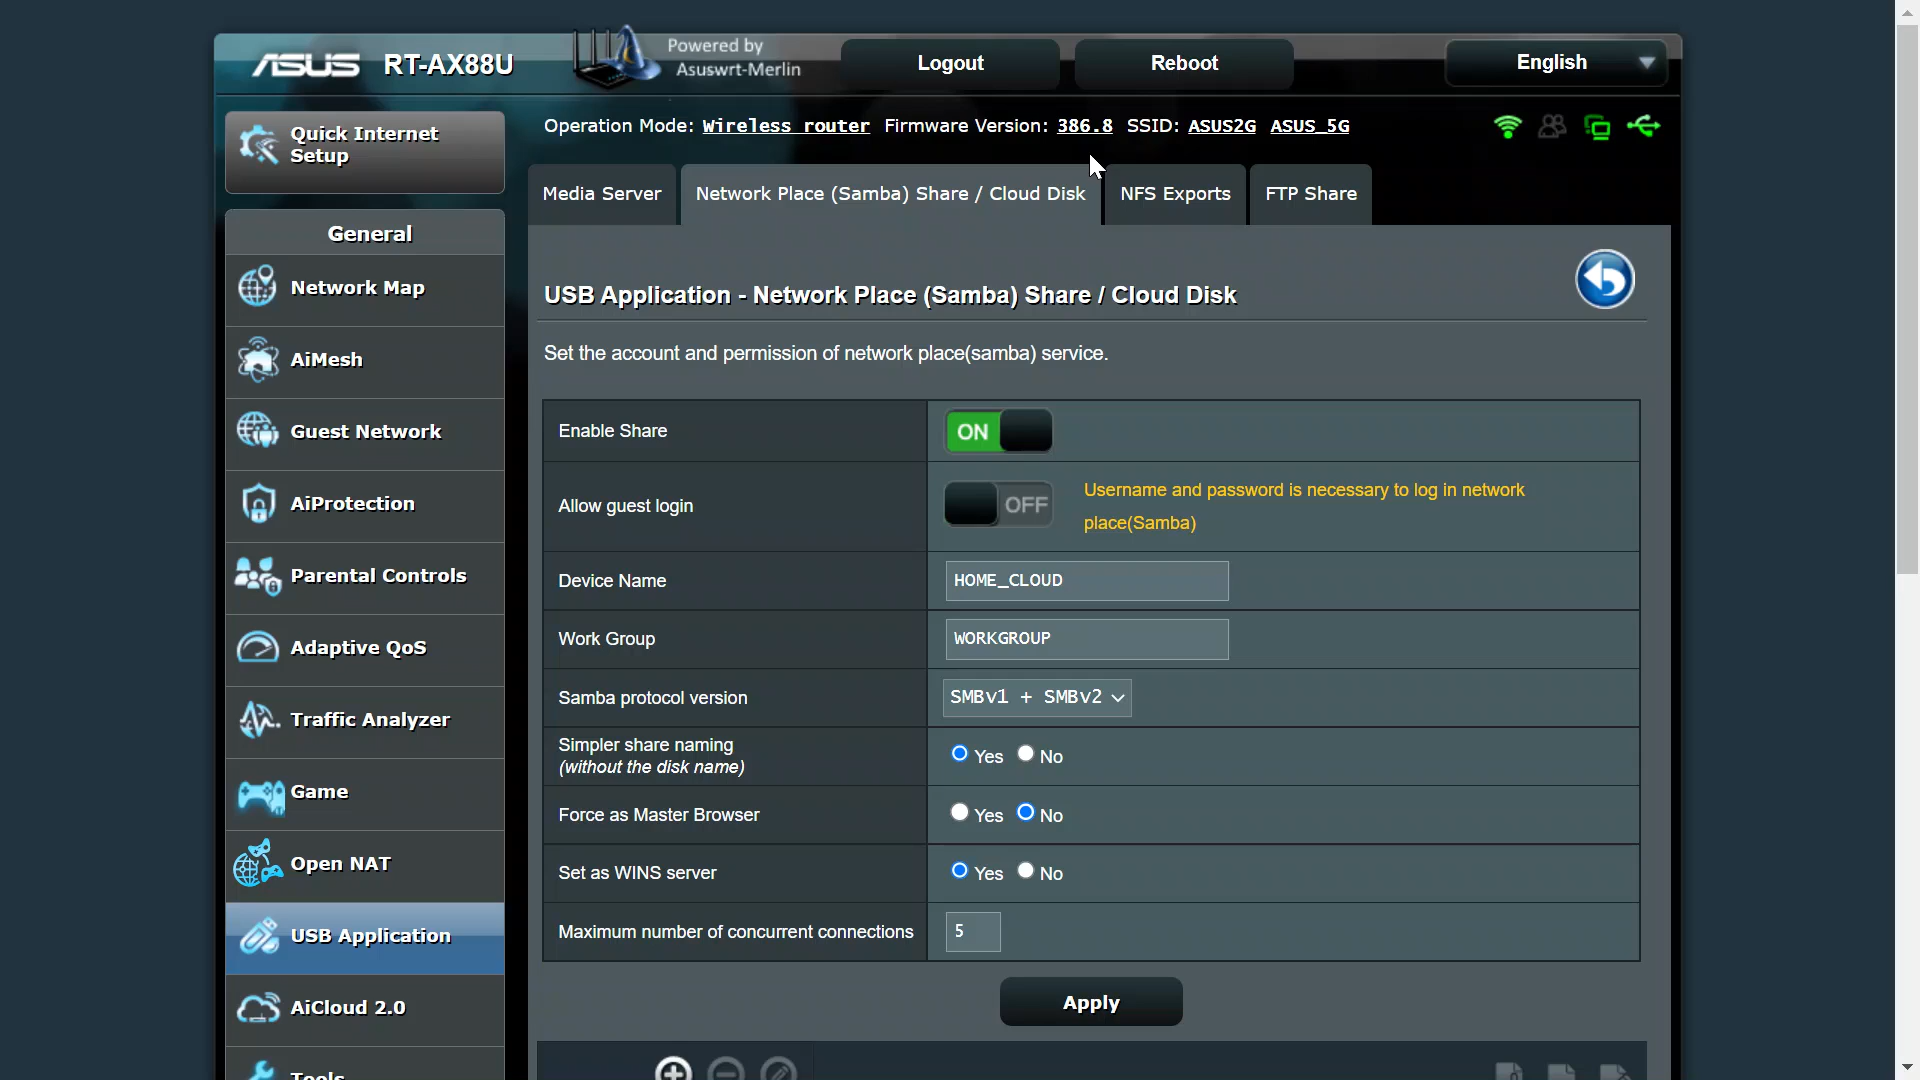 ASUS RT-AX88U
Powered by
Asuswrt-Merlin
Logout
Reboot
English
Operation Mode: Wireless router Firmware Version: 386.8 SSID: ASUS2G ASUS_5G
Quick Internet
Setup
General
Network Map
AiMesh
Guest Network
AiProtection
Parental Controls
Adaptive QoS
Traffic Analyzer
Game
Open NAT
USB Application
AiCloud 2.0
Tools
Media Server
Network Place (Samba) Share / Cloud Disk
NFS Exports
FTP Share
USB Application - Network Place (Samba) Share / Cloud Disk
Set the account and permission of network place(samba) service.
Enable Share
ON
Allow guest login
OFF
Username and password is necessary to log in network
place(Samba)
Device Name
HOME_CLOUD
Work Group
WORKGROUP
Samba protocol version
SMBv1 + SMBv2
Simpler share naming
(without the disk name)
Yes No
Force as Master Browser
Yes No
Set as WINS server
Yes No
Maximum number of concurrent connections
5
Apply